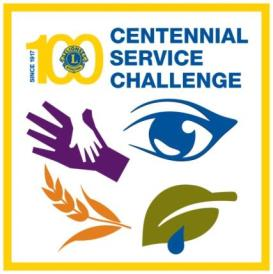 SINCE 1917
100
L
CENTENNIAL
SERVICE
CHALLENGE